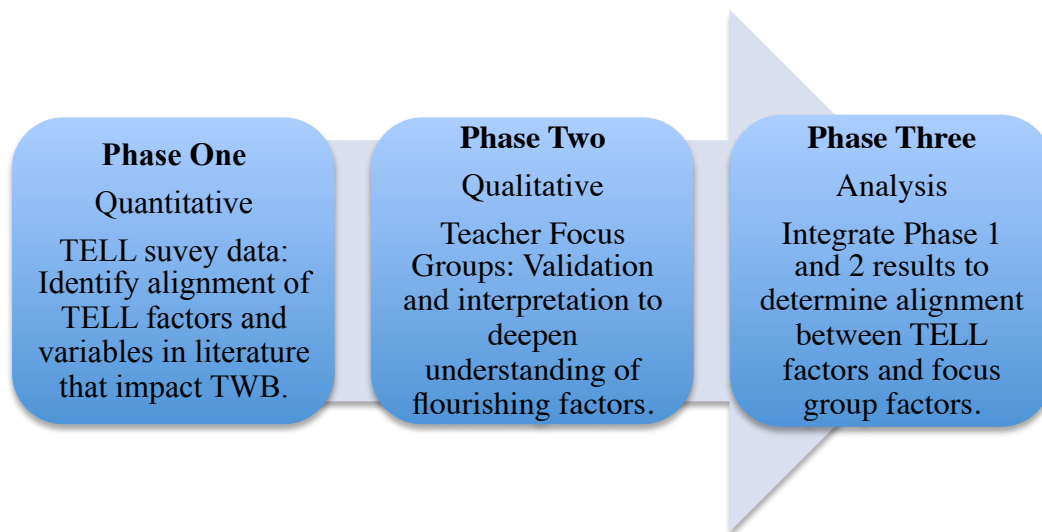 Phase One
Quantitative
TELL suvey data:
Identify alignment of
TELL factors and
variables in literature
that impact TWB.
Phase Two
Qualitative
Teacher Focus
Groups: Validation
and interpretation to
deepen
understanding of
flourishing factors.
Phase Three
Analysis
Integrate Phase 1
and 2 results to
determine alignment
between TELL
factors and focus
group factors.